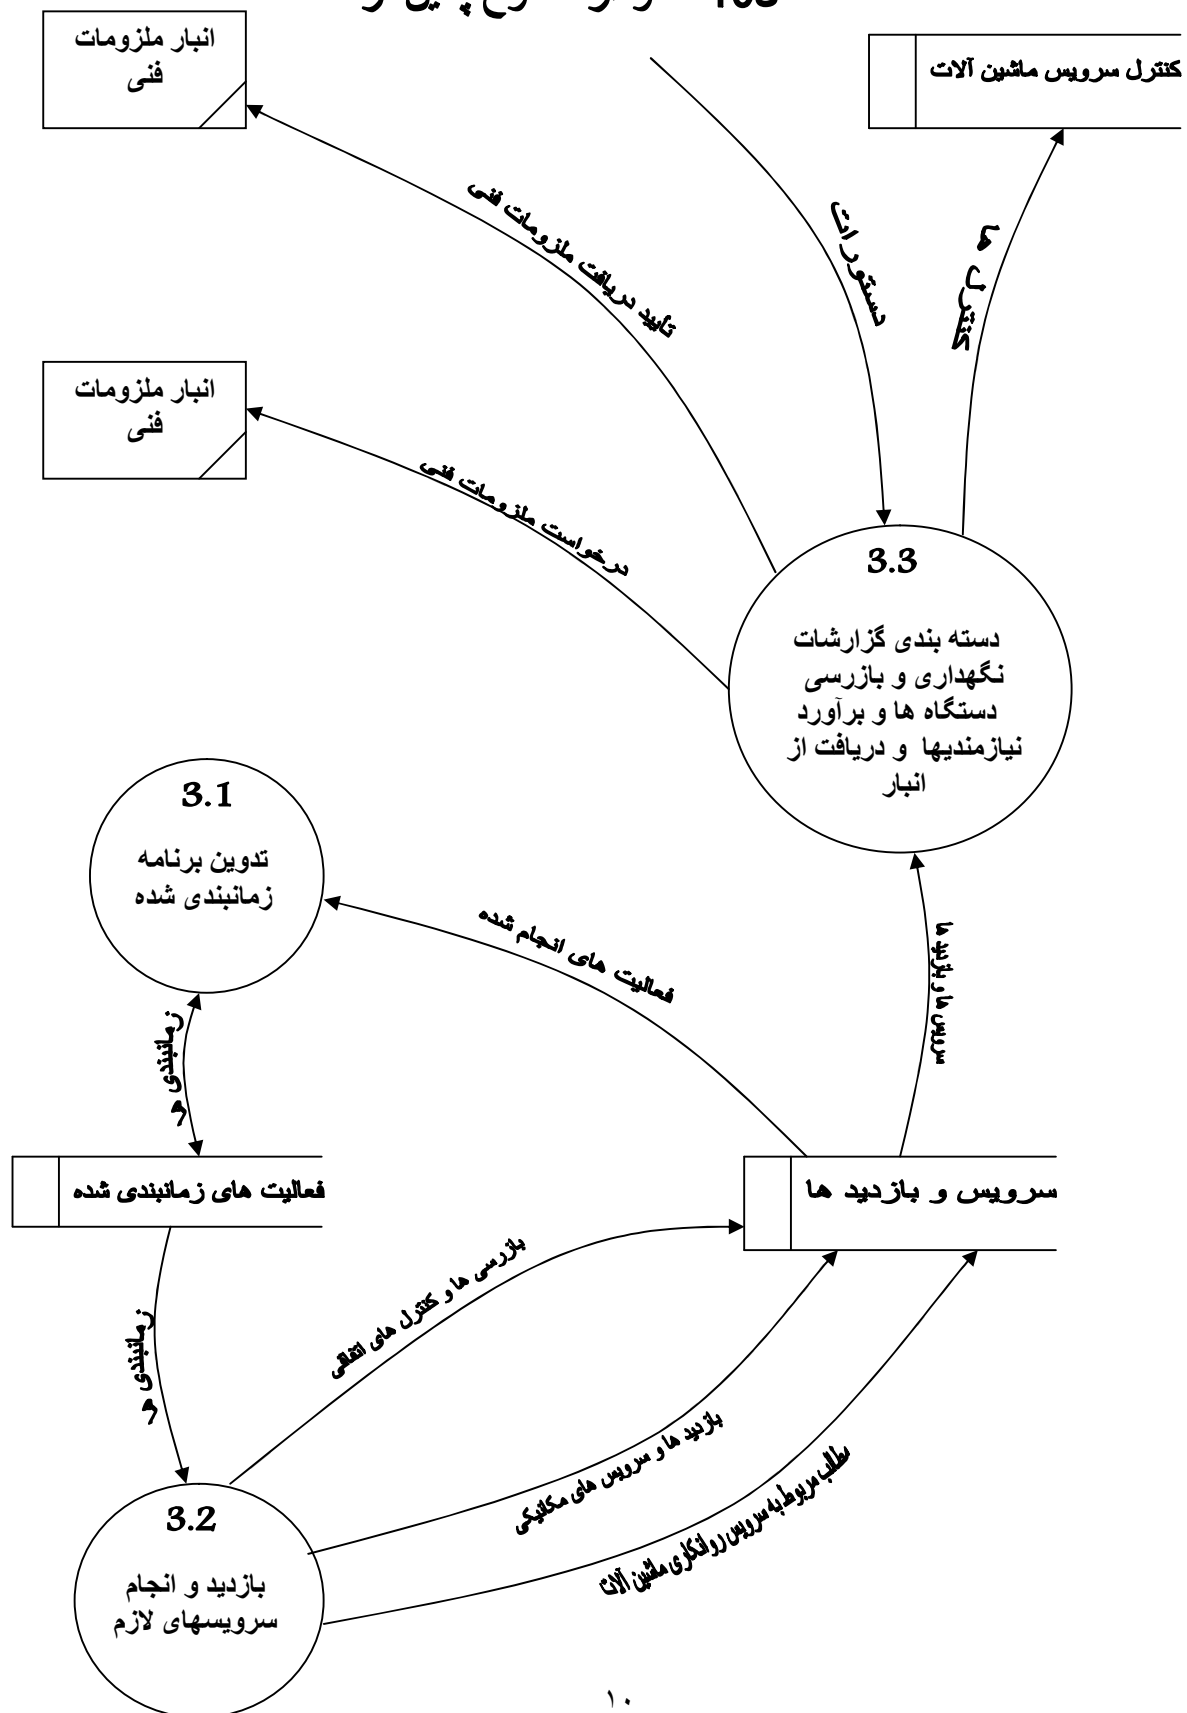 انبار ملزومات
فنی
کنترل سرویس ماشین آلات
تأیید دریافت ملزومات فنی
دستورات
کنترل ها
انبار ملزومات
فنی
درخواست ملزومات فنی
3.3
دسته بندی گزارشات
نگهداری و بازرسی
دستگاه ها و برآورد
نیازمندیها و دریافت از
انبار
3.1
تدوین برنامه
زمانبندی شده
فعالیت های انجام شده
سرویس ها و بازدید ها
زمانبندی هـ
فعالیت های زمانبندی شده
سرویس و بازدید ها
بازرسی ها و کنترل های اتفاقی
زمانبندی هـ
بازدید ها و سرویس های مکانیکی
مطالب مربوط به سرویس روانکاری ماشین آلات
3.2
بازدید و انجام
سرویسهای لازم
۱۰